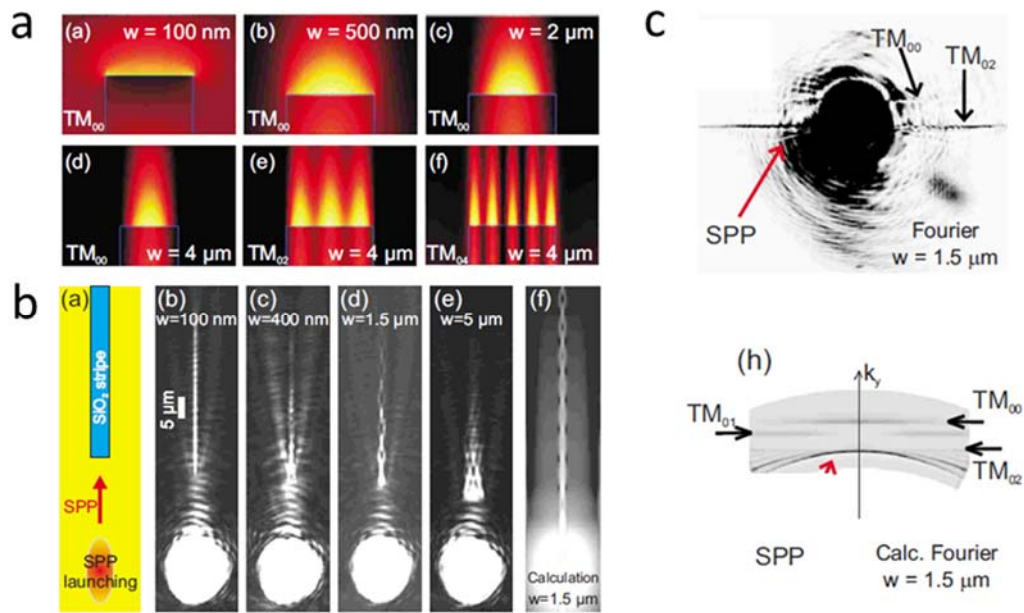 a
(a) w = 100 nm
TM₀₀
(b) w = 500 nm
TM₀₀
(c) w = 2 µm
TM₀₀
(d)
TM₀₀ w = 4 µm
(e)
TM₀₂ w = 4 µm
(f)
TM₀₄ w = 4 µm
b
(a)
SiO₂ stripe
SPP
SPP
launching
(b)
w=100 nm
5 µm
(c)
w=400 nm
(d)
w=1.5 µm
(e)
w=5 µm
(f)
Calculation
w=1.5 µm
c
TM₀₀
TM₀₂
SPP
Fourier
w = 1.5 µm
(h)
k_y
TM₀₁
TM₀₀
TM₀₂
SPP
Calc. Fourier
w = 1.5 µm